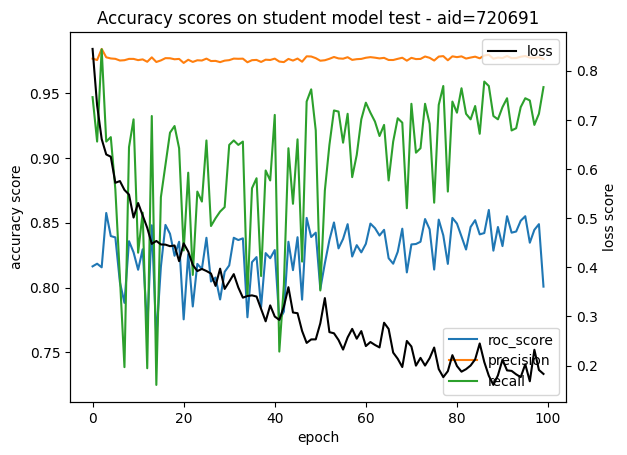 Accuracy scores on student model test - aid=720691
loss
0.95
0.90
0.85
0.80
0.75
accuracy score
0.8
0.7
0.6
0.5
0.4
0.3
0.2
loss score
roc_score
precision
recall
0 20 40 60 80 100
epoch